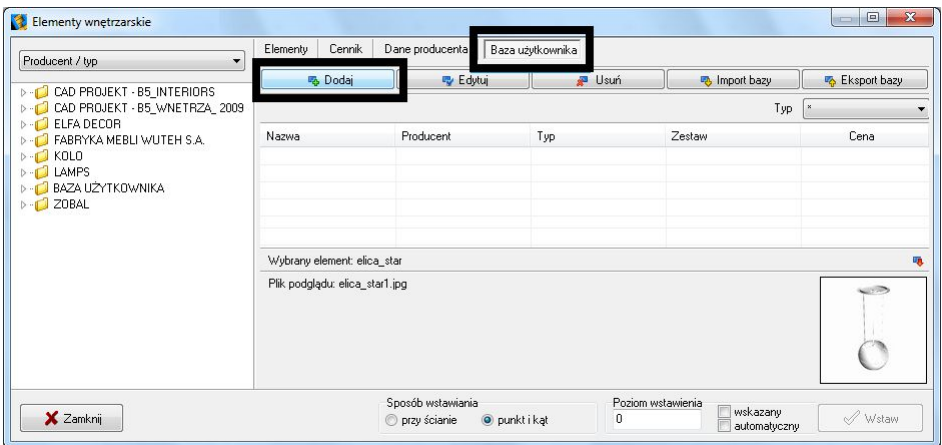 Elementy wnętrzarskie
Producent / typ
CAD PROJEKT - B5_INTERIORS
CAD PROJEKT - B5_WNETRZA_ 2009
ELFA DECOR
FABRYKA MEBLI WUTEH S.A.
KOLO
LAMPS
BAZA UŻYTKOWNIKA
ZOBAL
Elementy Cennik Dane producenta Baza użytkownika
Dodaj Edytuj Usuń Import bazy Eksport bazy
Typ *
Nazwa Producent Typ Zestaw Cena
Wybrany element: elica_star
Plik podglądu: elica_star1.jpg
Zamknij
Sposób wstawiania
przy ścianie punkt i kąt
Poziom wstawienia
0
wskazany
automatyczny
Wstaw